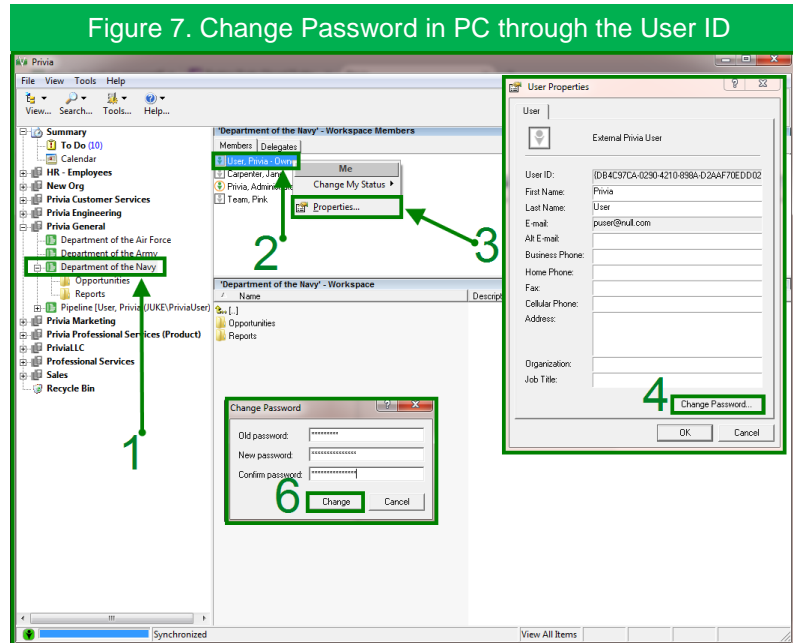 Figure 7. Change Password in PC through the User ID
Privia
File View Tools Help
View... Search... Tools... Help...
Summary
To Do (10)
Calendar
HR - Employees
New Org
Privia Customer Services
Privia Engineering
Privia General
Department of the Air Force
Department of the Army
Department of the Navy
Opportunities
Reports
Pipeline [User, Privia (JUKE\PriviaUser)
Privia Marketing
Privia Professional Services (Product)
PriviaLLC
Professional Services
Sales
Recycle Bin
1
'Department of the Navy' - Workspace Members
Members Delegates
User, Privia - Owne
Carpenter, Jan
Privia, Administ
Team, Pink
Me
Change My Status
Properties...
2
3
'Department of the Navy' - Workspace
/ Name Descript
[..]
Opportunities
Reports
Change Password
Old password: *********
New password: ***************
Confirm password: ***************
6
Change Cancel
User Properties
User
External Privia User
User ID: {DB4C97CA-0290-4210-898A-D2AAF70EDD02
First Name: Privia
Last Name: User
E-mail: puser@null.com
Alt E-mail:
Business Phone:
Home Phone:
Fax:
Cellular Phone:
Address:
Organization:
Job Title:
4
Change Password...
OK Cancel
Synchronized View All Items